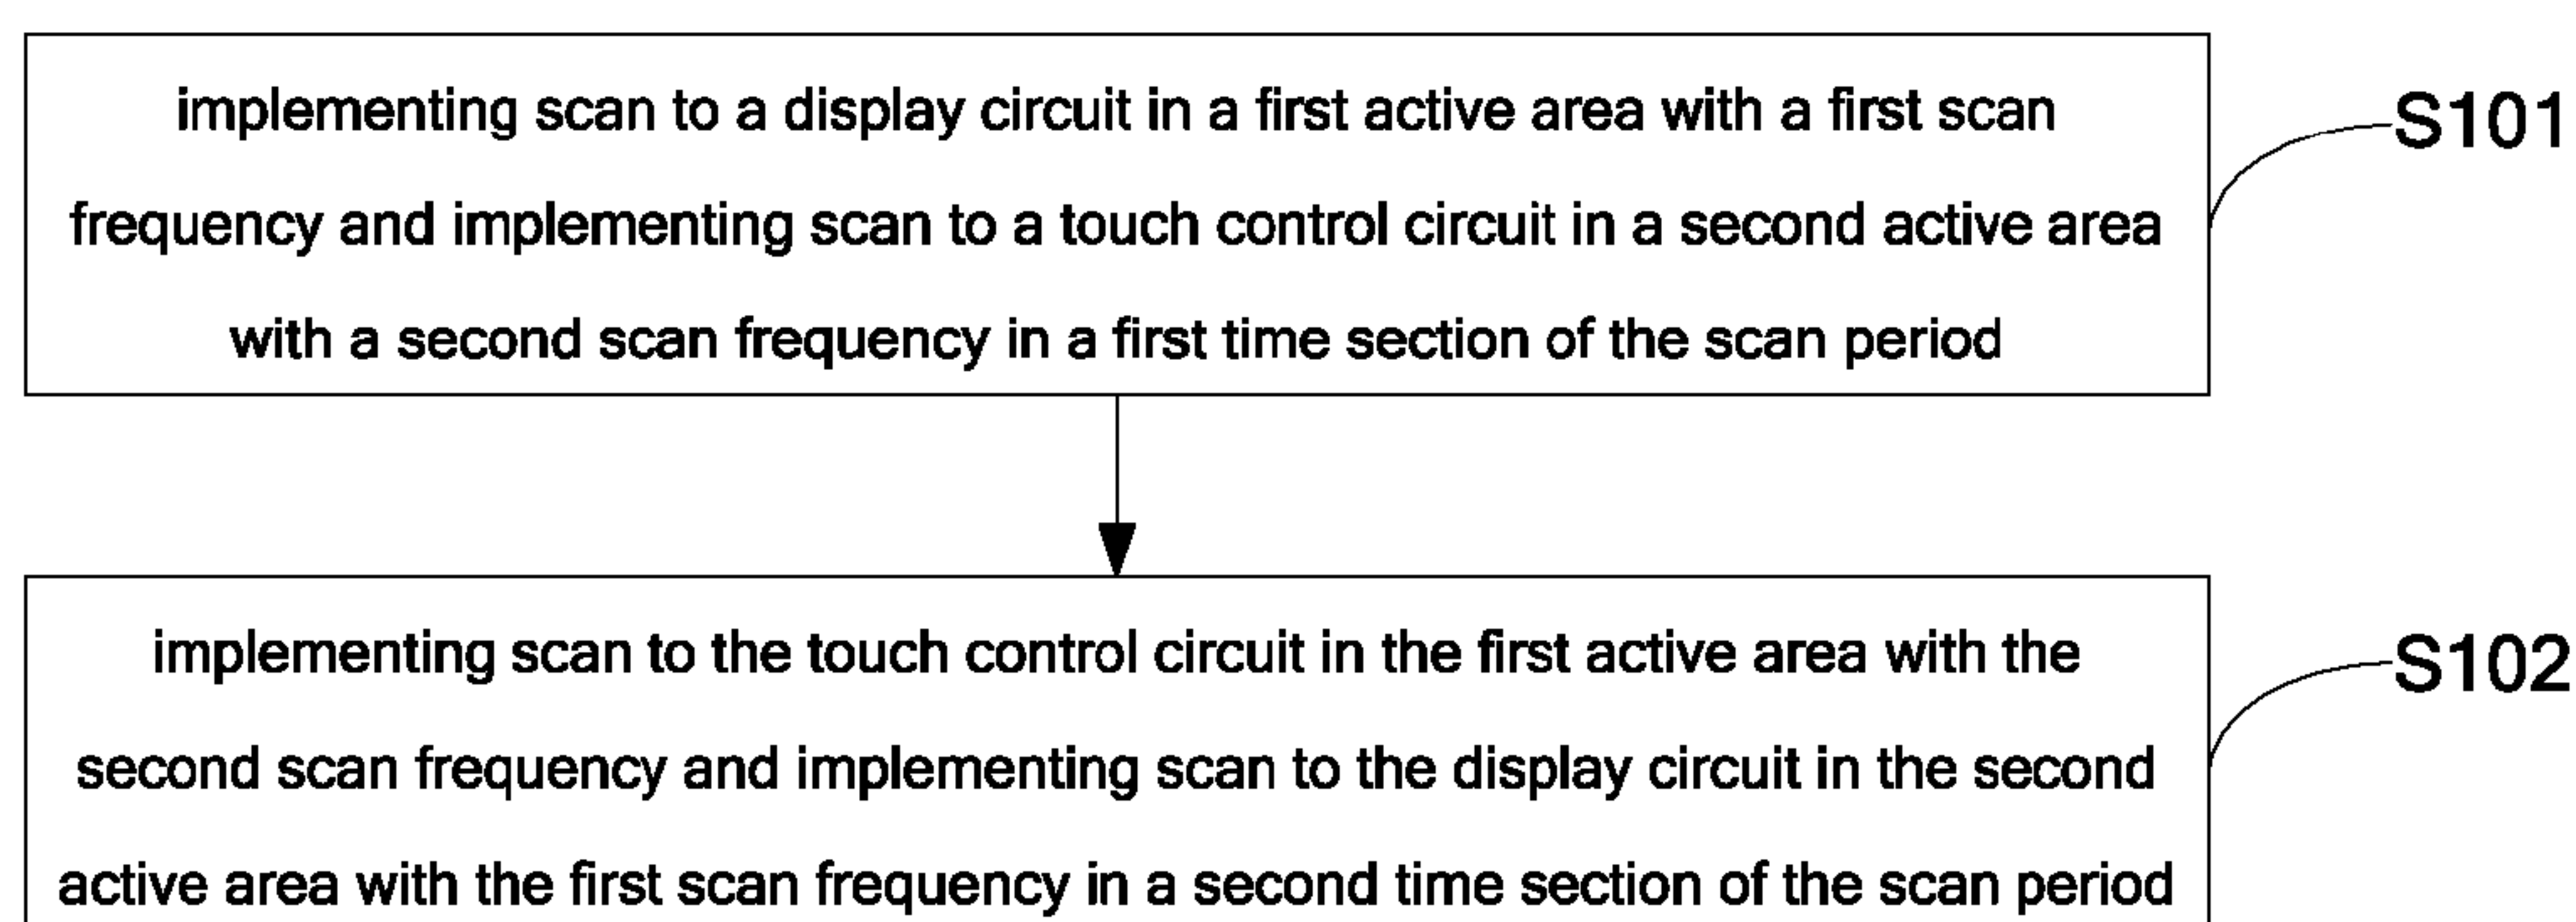 implementing scan to a display circuit in a first active area with a first scan
frequency and implementing scan to a touch control circuit in a second active area
with a second scan frequency in a first time section of the scan period
S101
implementing scan to the touch control circuit in the first active area with the
second scan frequency and implementing scan to the display circuit in the second
active area with the first scan frequency in a second time section of the scan period
S102